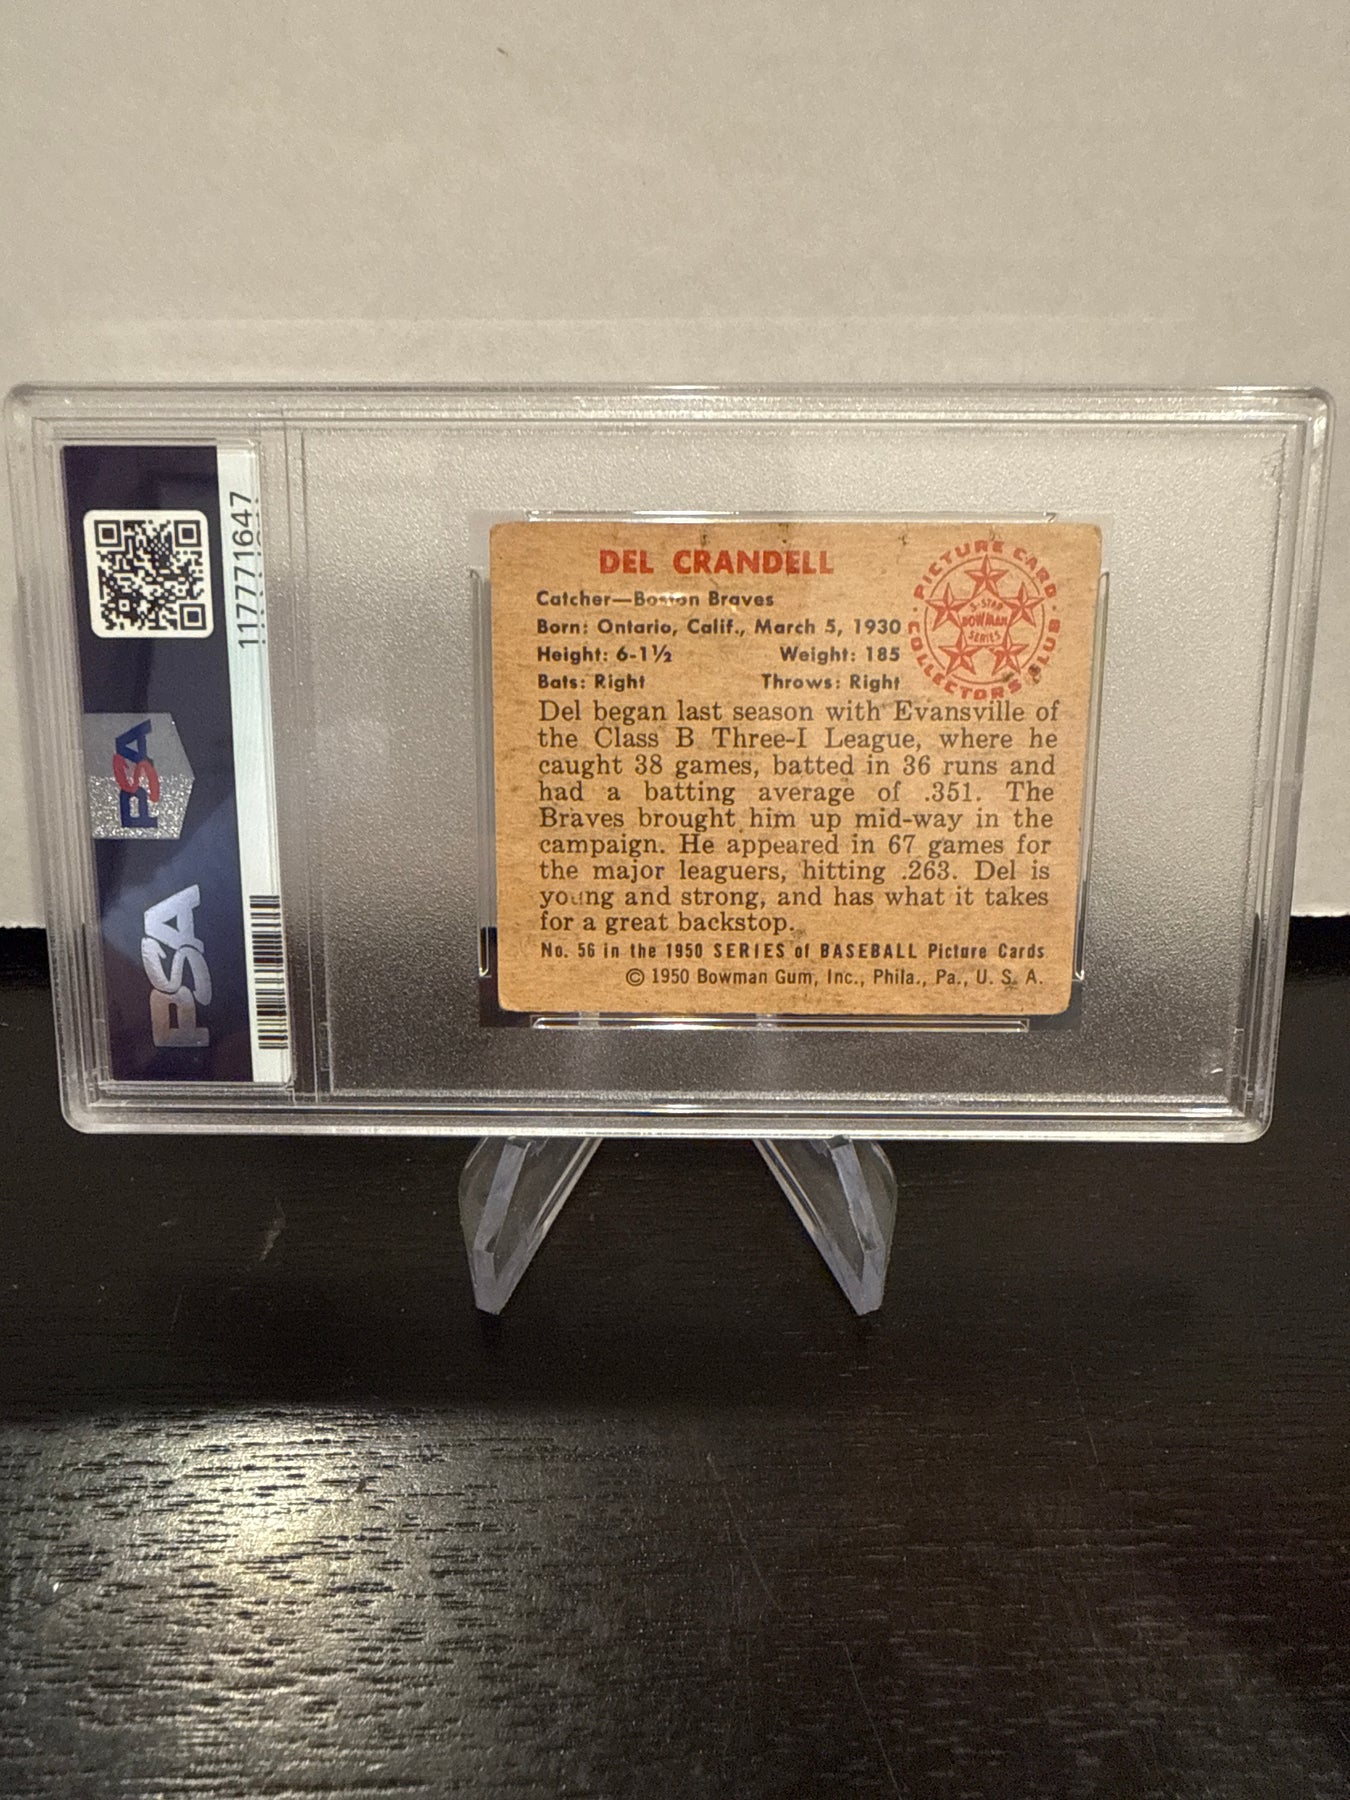 117771647
PSA
PSA
DEL CRANDELL
Catcher—Boston Braves
Born: Ontario, Calif., March 5, 1930
Height: 6-1½ Weight: 185
Bats: Right Throws: Right
PICTURE CARD
COLLECTORS CLUB
5-STAR
BOWMAN
SERIES
Del began last season with Evansville of
the Class B Three-I League, where he
caught 38 games, batted in 36 runs and
had a batting average of .351. The
Braves brought him up mid-way in the
campaign. He appeared in 67 games for
the major leaguers, hitting .263. Del is
young and strong, and has what it takes
for a great backstop.
No. 56 in the 1950 SERIES of BASEBALL Picture Cards
© 1950 Bowman Gum, Inc., Phila., Pa., U. S. A.